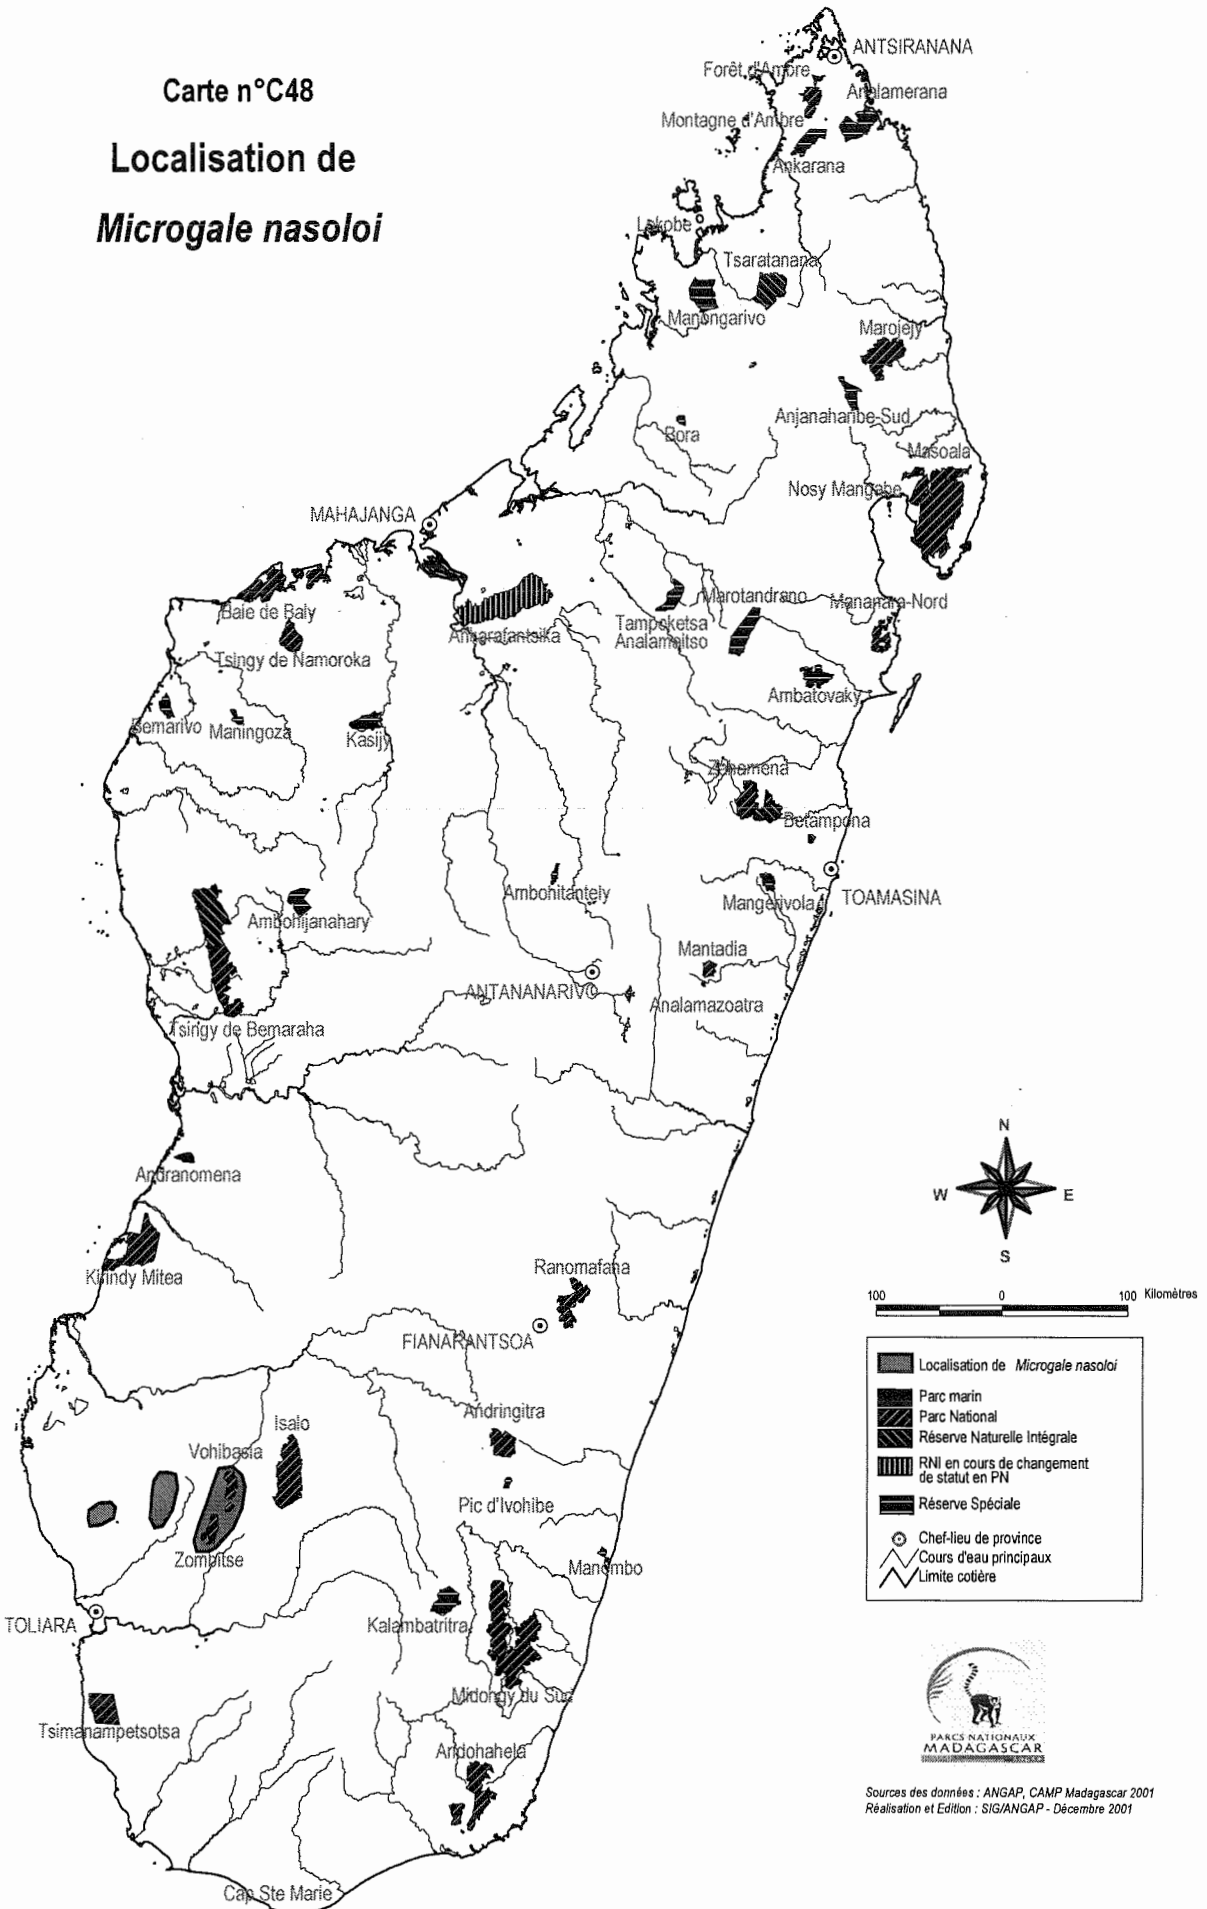 Carte n°C48
Localisation de
Microgale nasoloi
ANTSIRANANA
Forêt d'Ambre
Analamerana
Montagne d'Ambre
Ankarana
Lokobe
Tsaratanana
Manongarivo
Marojejy
Anjanaharibe-Sud
Bora
Masoala
Nosy Mangabe
MAHAJANGA
Baie de Baly
Ankarafantsika
Tampoketsa
Analamaitso
Marotandrano
Mananara-Nord
Tsingy de Namoroka
Ambatovaky
Bemarivo
Maningoza
Kasijy
Zahamena
Betampona
Ambohitantely
Mangerivola
TOAMASINA
Ambohijanahary
Mantadia
ANTANANARIVO
Analamazoatra
Tsingy de Bemaraha
Andranomena
N
W
E
S
Kirindy Mitea
Ranomafana
FIANARANTSOA
100
0
100
Kilomètres
Localisation de Microgale nasoloi
Parc marin
Parc National
Réserve Naturelle Intégrale
RNI en cours de changement
de statut en PN
Réserve Spéciale
Chef-lieu de province
Cours d'eau principaux
Limite cotière
Andringitra
Isalo
Vohibasia
Pic d'Ivohibe
Zombitse
Manombo
TOLIARA
Kalambatritra
Midongy du Sud
Tsimanampetsotsa
Andohahela
Cap Ste Marie
PARCS NATIONAUX
MADAGASCAR
Sources des données : ANGAP, CAMP Madagascar 2001
Réalisation et Edition : SIG/ANGAP - Décembre 2001